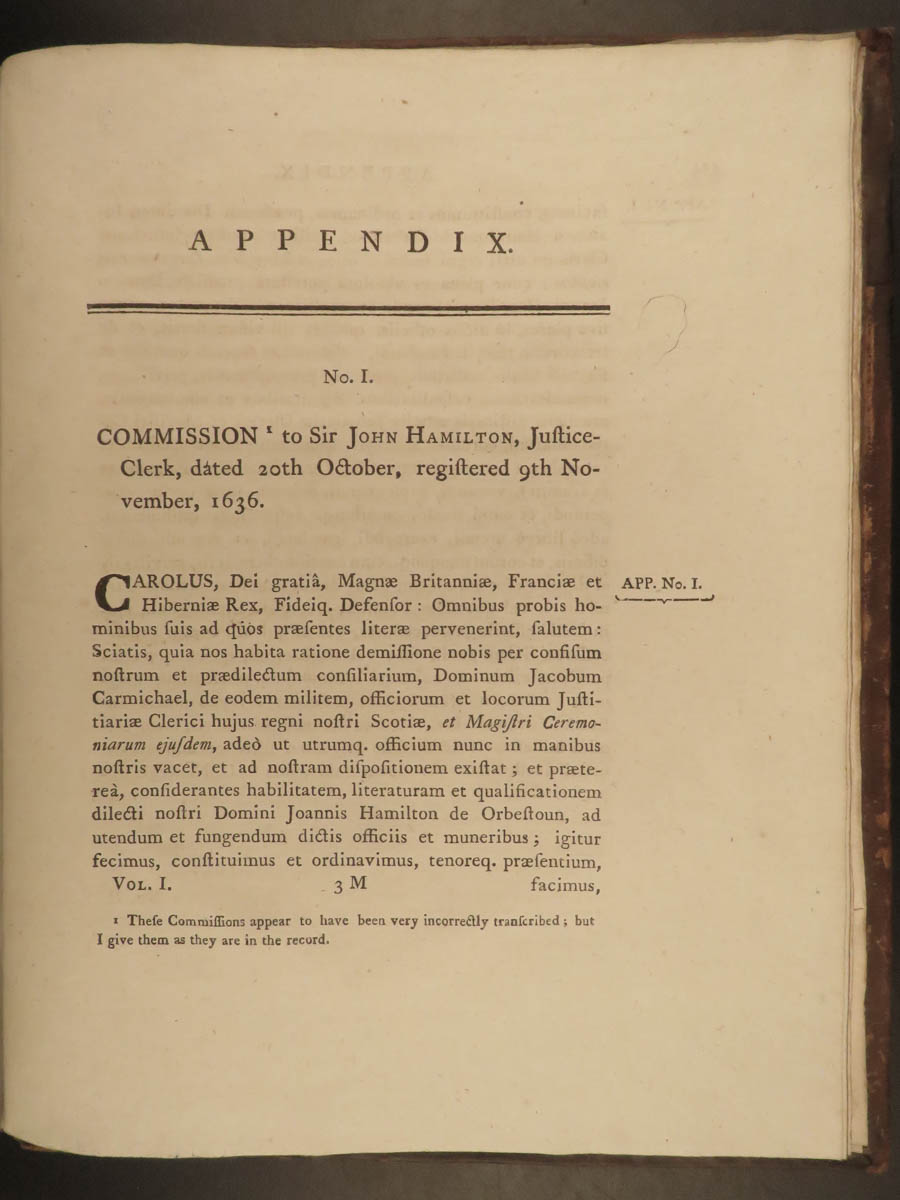 APPENDIX.
No. I.
COMMISSION ¹ to Sir John Hamilton, Juſtice-
Clerk, dated 20th October, regiſtered 9th No-
vember, 1636.
CAROLUS, Dei gratiâ, Magnæ Britanniæ, Franciæ et
APP. No. I.
Hiberniæ Rex, Fideiq. Defenſor : Omnibus probis ho-
minibus ſuis ad quos præſentes literæ pervenerint, ſalutem :
Sciatis, quia nos habita ratione demiſſione nobis per confiſum
noſtrum et prædilectum conſiliarium, Dominum Jacobum
Carmichael, de eodem militem, officiorum et locorum Juſti-
tiariæ Clerici hujus regni noſtri Scotiæ, et Magiſtri Ceremo-
niarum ejuſdem, adeò ut utrumq. officium nunc in manibus
noſtris vacet, et ad noſtram diſpoſitionem exiſtat ; et præte-
reà, conſiderantes habilitatem, literaturam et qualificationem
dilecti noſtri Domini Joannis Hamilton de Orbeſtoun, ad
utendum et fungendum dictis officiis et muneribus ; igitur
fecimus, conſtituimus et ordinavimus, tenoreq. præſentium,
Vol. I. 3 M facimus,
¹ Theſe Commiſſions appear to have been very incorrectly tranſcribed ; but
I give them as they are in the record.